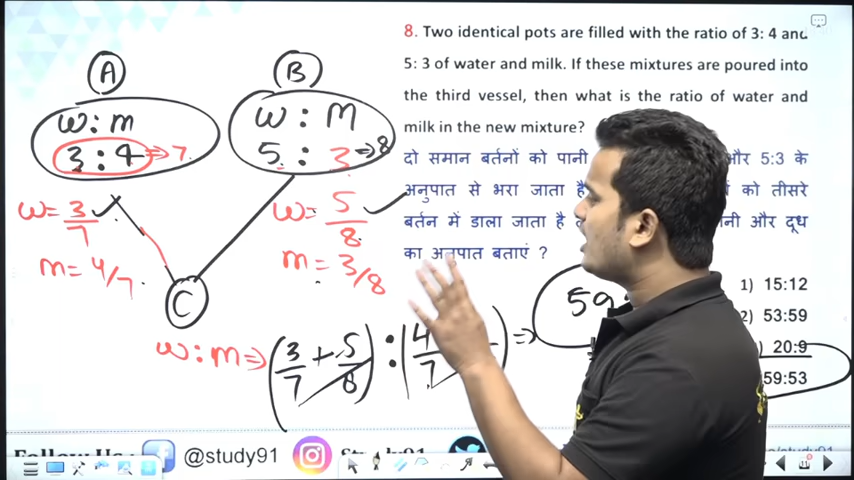 8. Two identical pots are filled with the ratio of 3: 4 and
5: 3 of water and milk. If these mixtures are poured into
the third vessel, then what is the ratio of water and
milk in the new mixture?
दो समान बर्तनों को पानी और 5:3 के
अनुपात से भरा जाता है को तीसरे
बर्तन में डाला जाता है पानी और दूध
का अनुपात बताएं ?
1) 15:12
2) 53:59
) 20:9
59:53
A
W : M
3 : 4 => 7
W = 3/7
M = 4/7
B
W : M
5 : 3 => 8
W = 5/8
M = 3/8
C
W : M => (3/7 + 5/8) : (4/7 ) =>
59
@study91